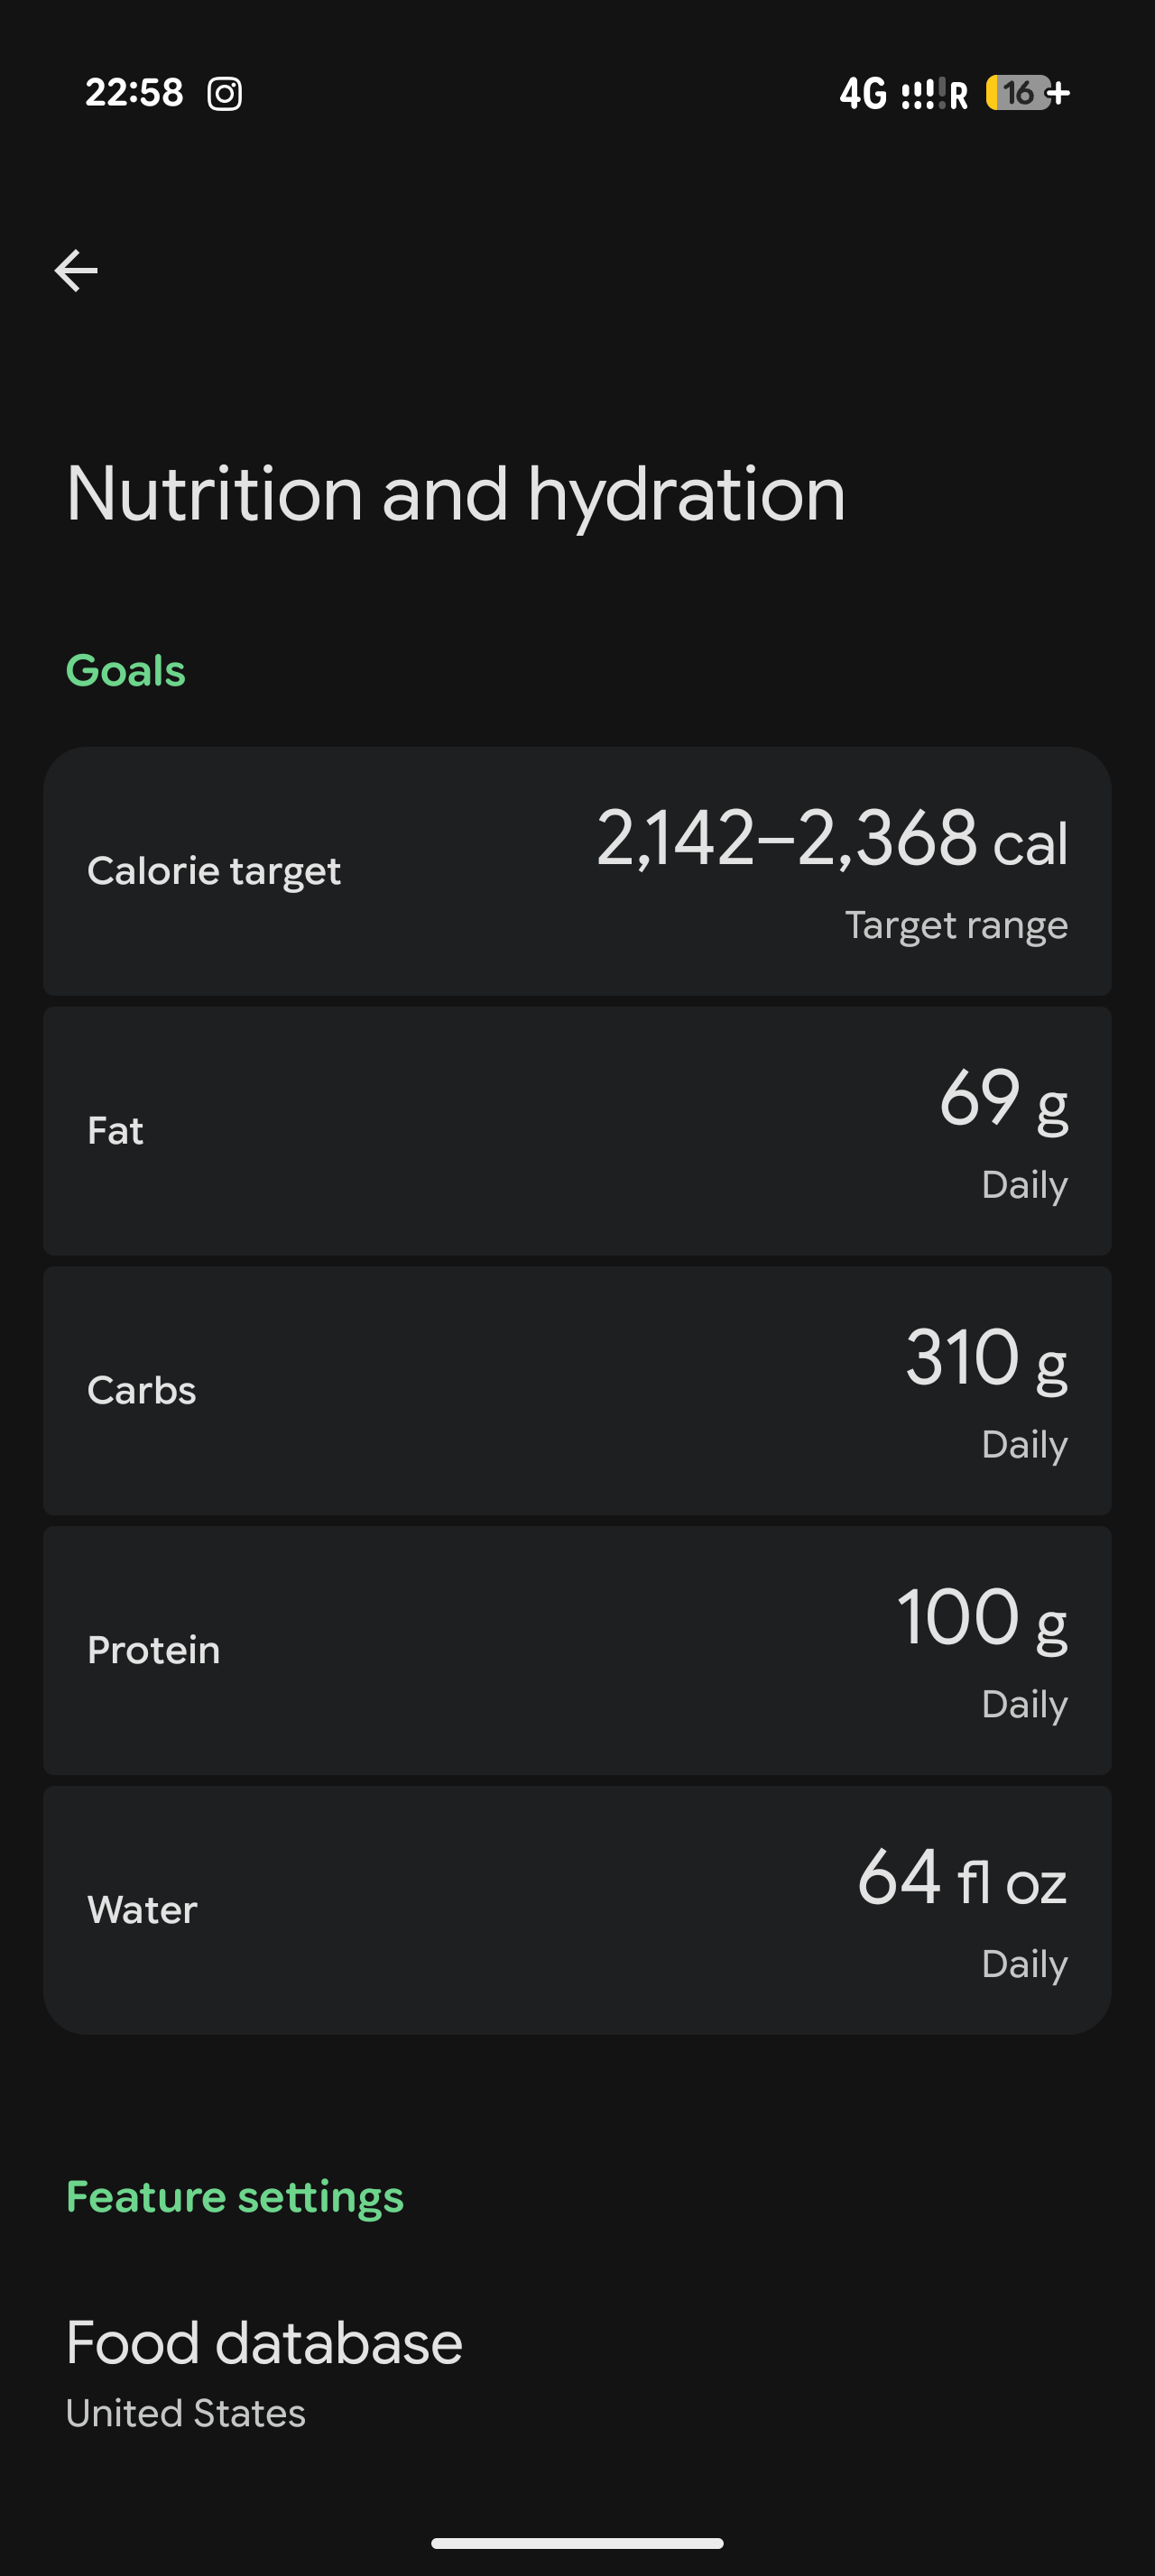 22:58
4G R 16
Nutrition and hydration
Goals
Calorie target
2,142–2,368 cal
Target range
Fat
69 g
Daily
Carbs
310 g
Daily
Protein
100 g
Daily
Water
64 fl oz
Daily
Feature settings
Food database
United States